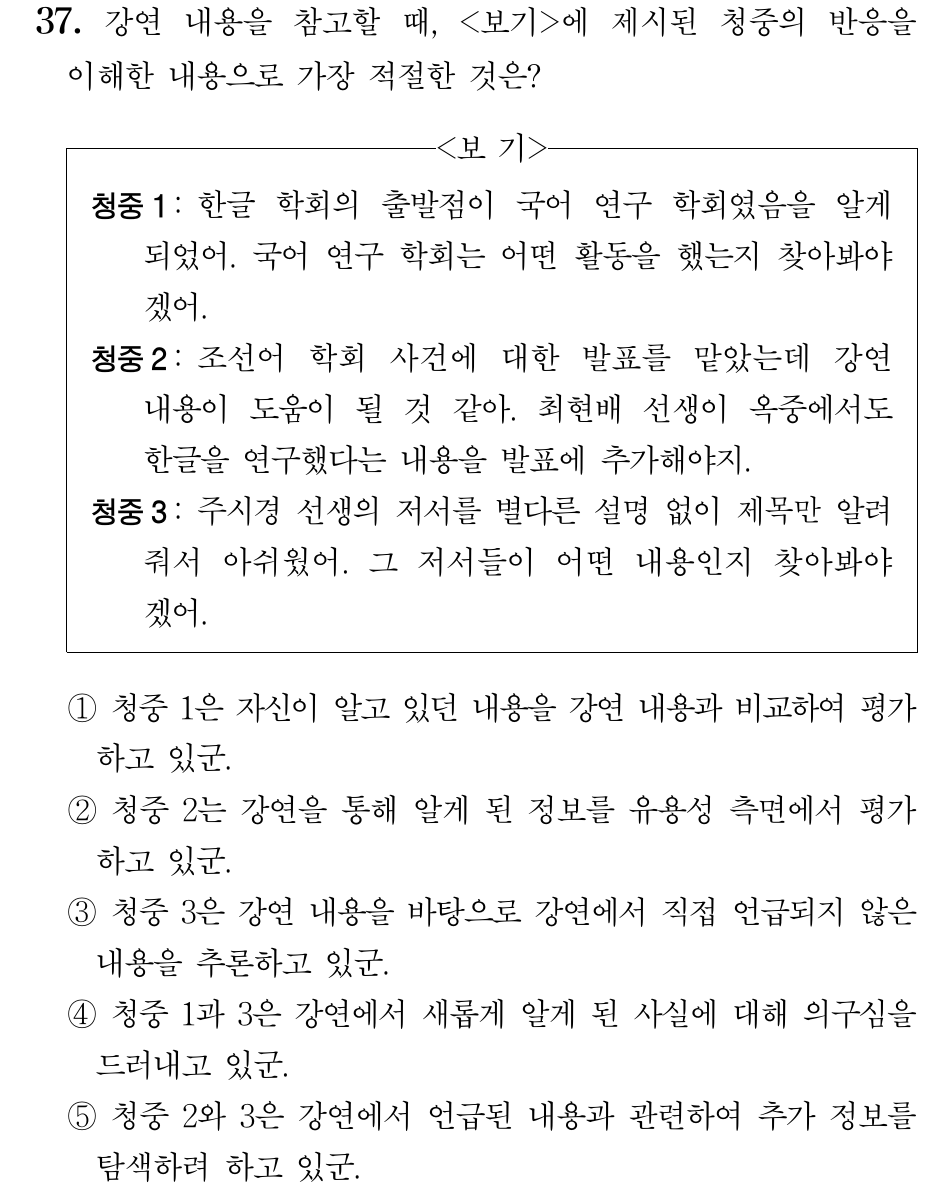 37. 강연 내용을 참고할 때, <보기>에 제시된 청중의 반응을
이해한 내용으로 가장 적절한 것은?
<보 기>
청중 1: 한글 학회의 출발점이 국어 연구 학회였음을 알게
되었어. 국어 연구 학회는 어떤 활동을 했는지 찾아봐야
겠어.
청중 2: 조선어 학회 사건에 대한 발표를 맡았는데 강연
내용이 도움이 될 것 같아. 최현배 선생이 옥중에서도
한글을 연구했다는 내용을 발표에 추가해야지.
청중 3: 주시경 선생의 저서를 별다른 설명 없이 제목만 알려
줘서 아쉬웠어. 그 저서들이 어떤 내용인지 찾아봐야
겠어.
① 청중 1은 자신이 알고 있던 내용을 강연 내용과 비교하여 평가
하고 있군.
② 청중 2는 강연을 통해 알게 된 정보를 유용성 측면에서 평가
하고 있군.
③ 청중 3은 강연 내용을 바탕으로 강연에서 직접 언급되지 않은
내용을 추론하고 있군.
④ 청중 1과 3은 강연에서 새롭게 알게 된 사실에 대해 의구심을
드러내고 있군.
⑤ 청중 2와 3은 강연에서 언급된 내용과 관련하여 추가 정보를
탐색하려 하고 있군.